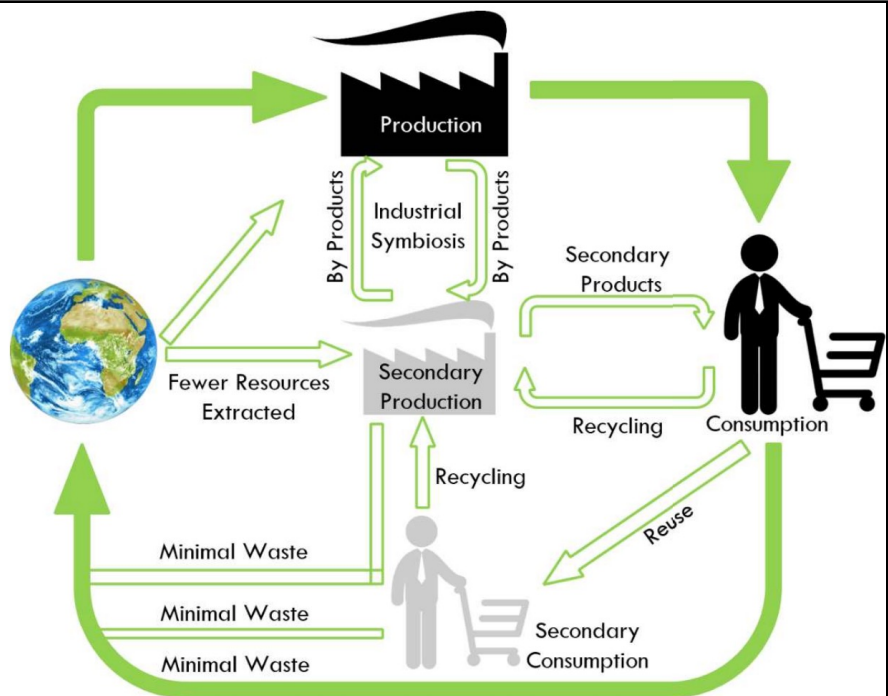 Production
By Products
Industrial
Symbiosis
By Products
Secondary
Products
Fewer Resources
Extracted
Secondary
Production
Recycling
Consumption
Recycling
Reuse
Minimal Waste
Minimal Waste
Minimal Waste
Secondary
Consumption